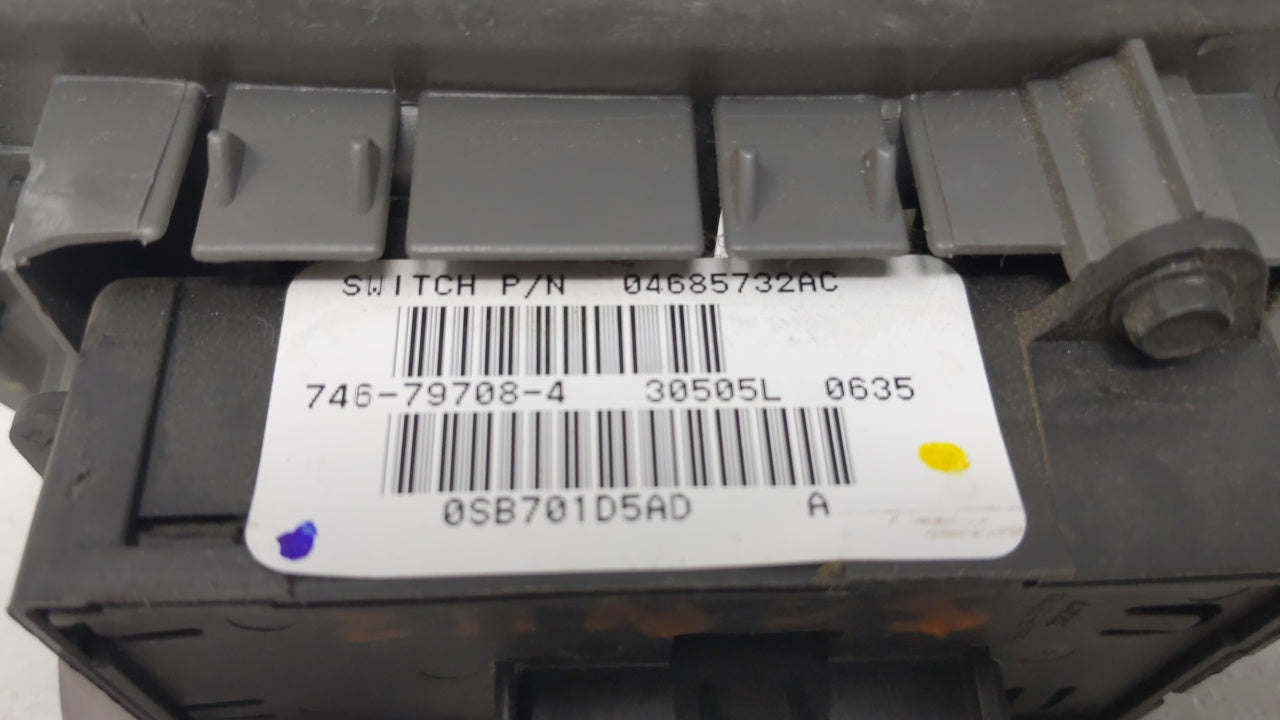 SWITCH P/N 04685732AC
746-79708-4 30505L 0635
0SB701D5AD A